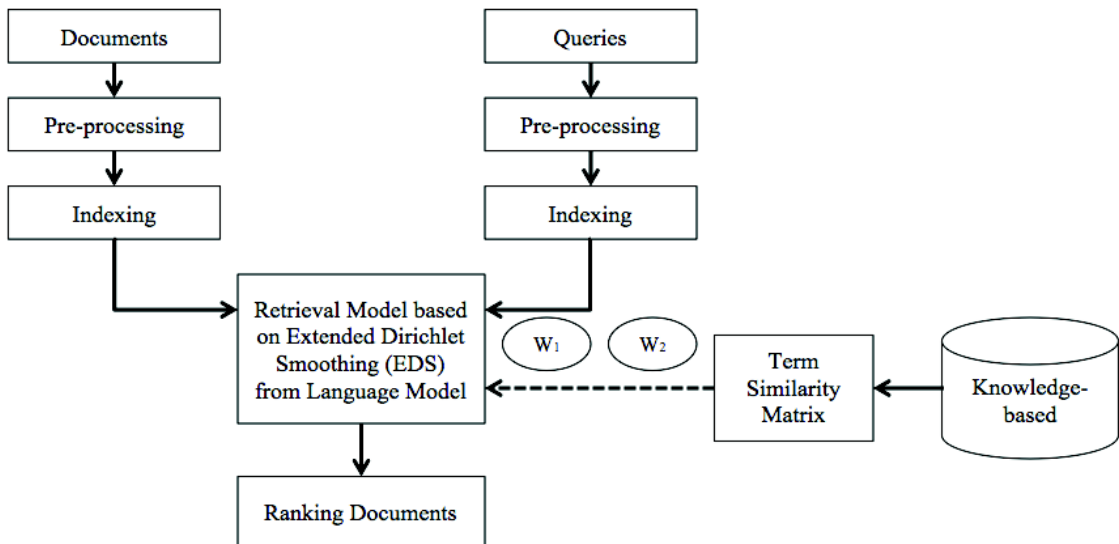 Documents
Queries
Pre-processing
Pre-processing
Indexing
Indexing
Retrieval Model based
on Extended Dirichlet
Smoothing (EDS)
from Language Model
W1
W2
Term
Similarity
Matrix
Knowledge-
based
Ranking Documents